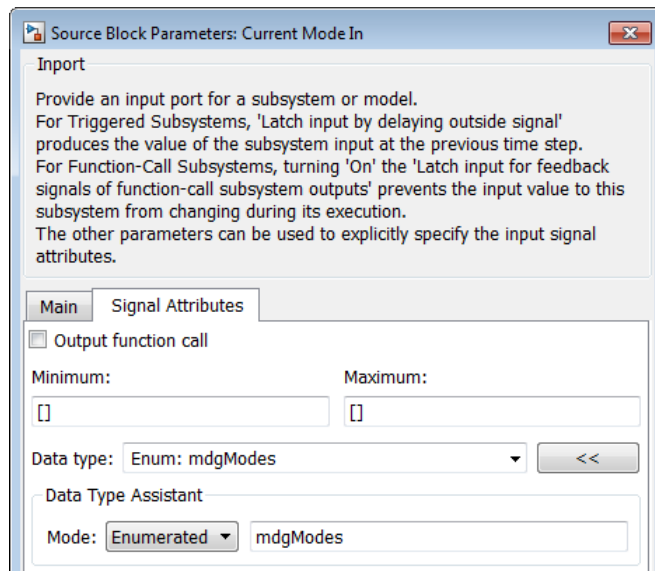 Source Block Parameters: Current Mode In
Inport
Provide an input port for a subsystem or model.
For Triggered Subsystems, 'Latch input by delaying outside signal'
produces the value of the subsystem input at the previous time step.
For Function-Call Subsystems, turning 'On' the 'Latch input for feedback
signals of function-call subsystem outputs' prevents the input value to this
subsystem from changing during its execution.
The other parameters can be used to explicitly specify the input signal
attributes.
Main Signal Attributes
Output function call
Minimum: Maximum:
[] []
Data type: Enum: mdgModes <<
Data Type Assistant
Mode: Enumerated mdgModes